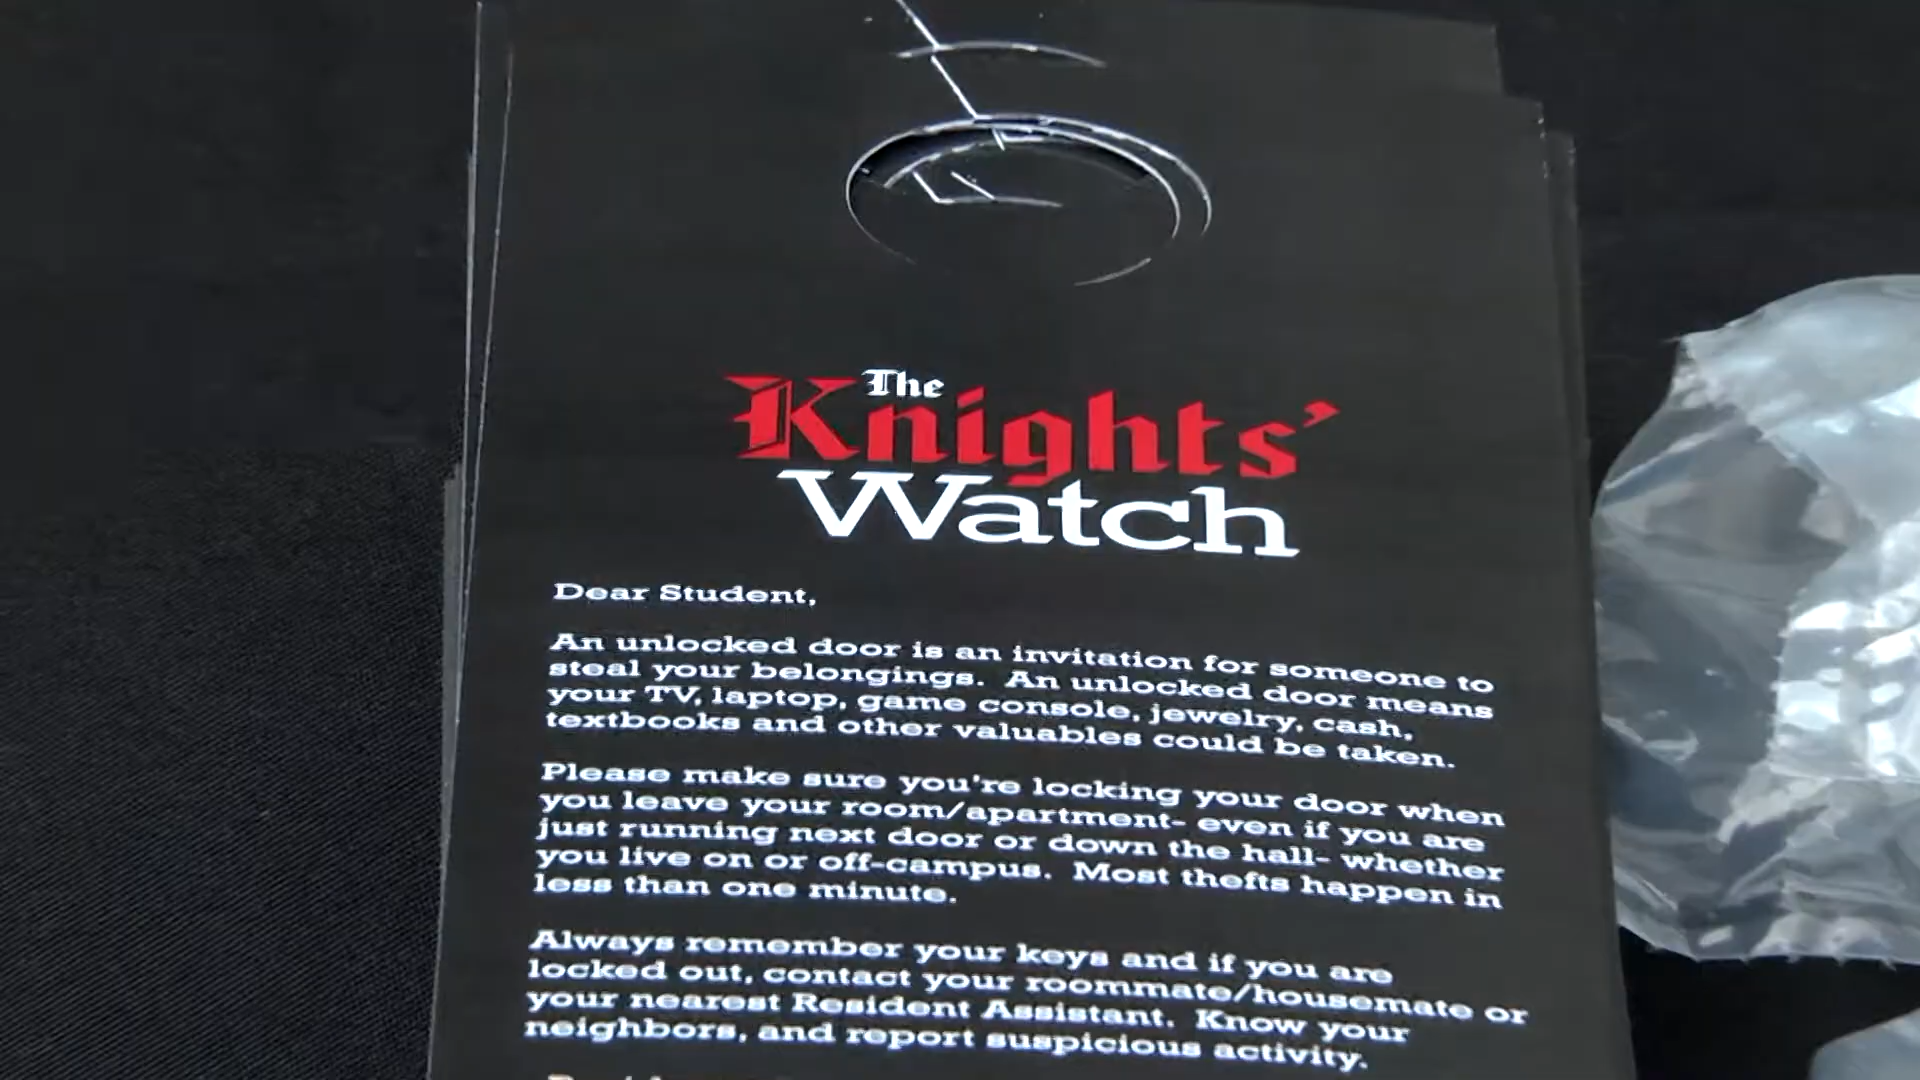 The
Knights'
Watch
Dear Student,
An unlocked door is an invitation for someone to
steal your belongings. An unlocked door means
your TV, laptop, game console, jewelry, cash,
textbooks and other valuables could be taken.
Please make sure you're locking your door when
you leave your room/apartment- even if you are
just running next door or down the hall- whether
you live on or off-campus. Most thefts happen in
less than one minute.
Always remember your keys and if you are
locked out, contact your roommate/housemate or
your nearest Resident Assistant. Know your
neighbors, and report suspicious activity.